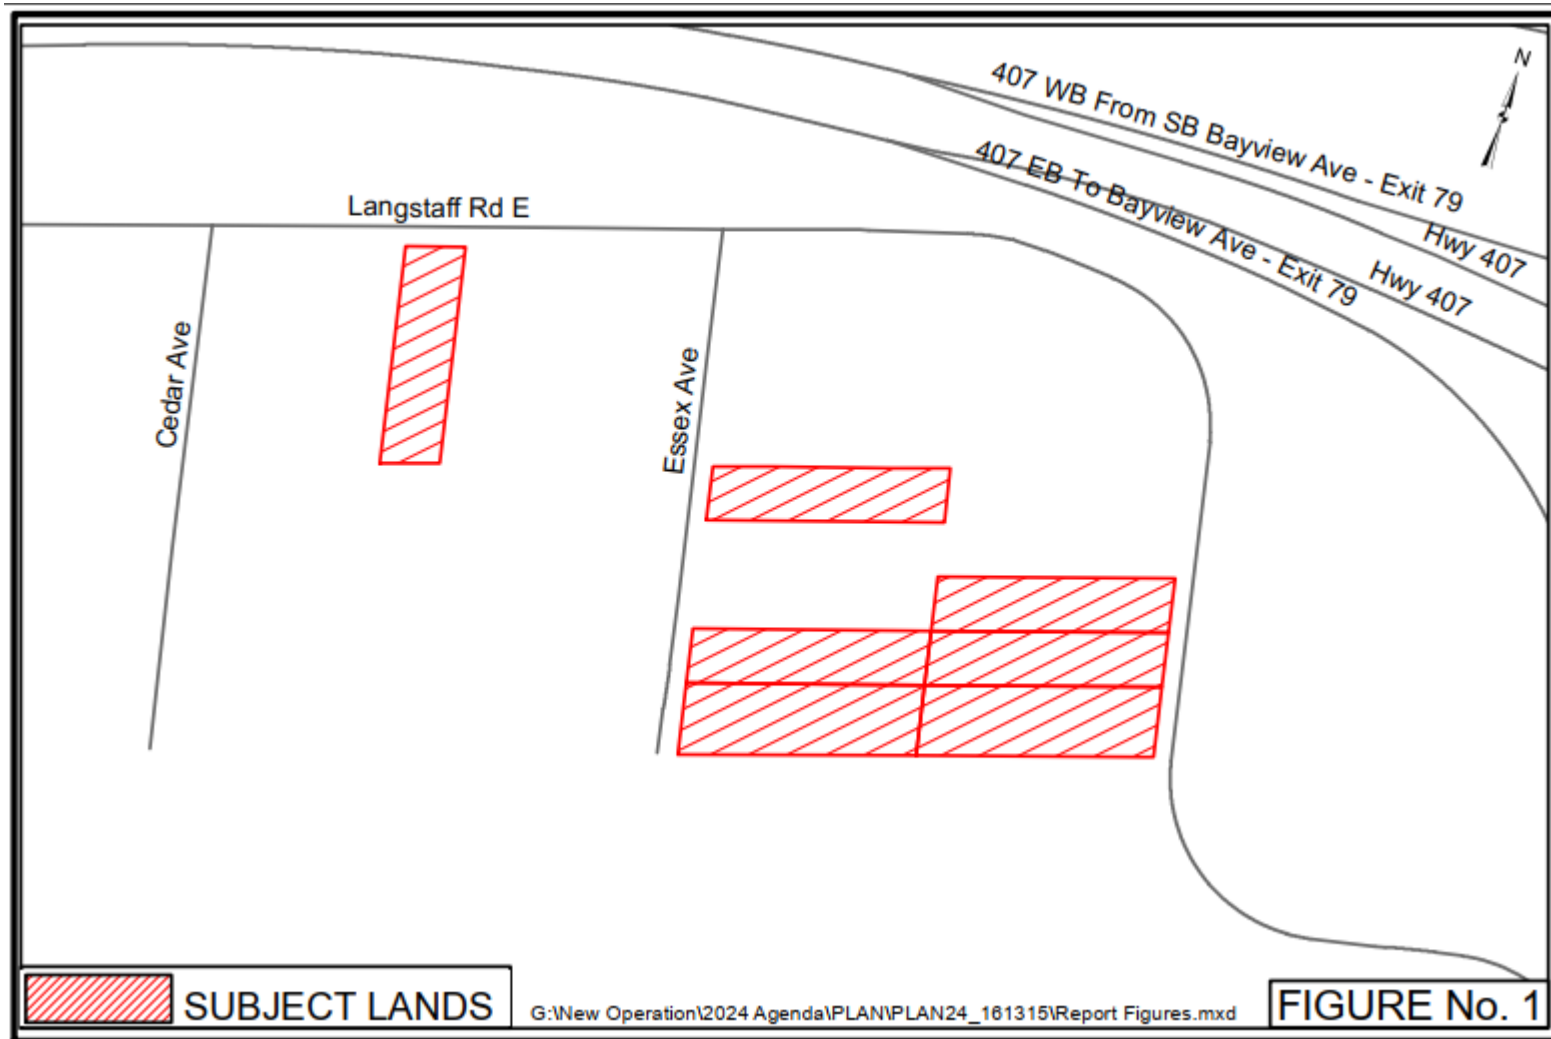 N
407 WB From SB Bayview Ave - Exit 79
407 EB To Bayview Ave - Exit 79
Hwy 407
Hwy 407
Langstaff Rd E
Cedar Ave
Essex Ave
SUBJECT LANDS
G:\New Operation\2024 Agenda\PLAN\PLAN24_161315\Report Figures.mxd
FIGURE No. 1